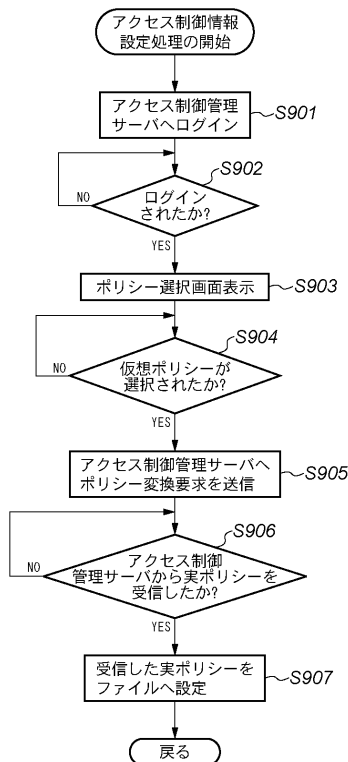 アクセス制御情報
設定処理の開始
アクセス制御管理
サーバへログイン
S901
S902
ログイン
されたか?
NO
YES
ポリシー選択画面表示
S903
S904
仮想ポリシーが
選択されたか?
NO
YES
アクセス制御管理サーバへ
ポリシー変換要求を送信
S905
S906
アクセス制御
管理サーバから実ポリシーを
受信したか?
NO
YES
受信した実ポリシーを
ファイルへ設定
S907
戻る